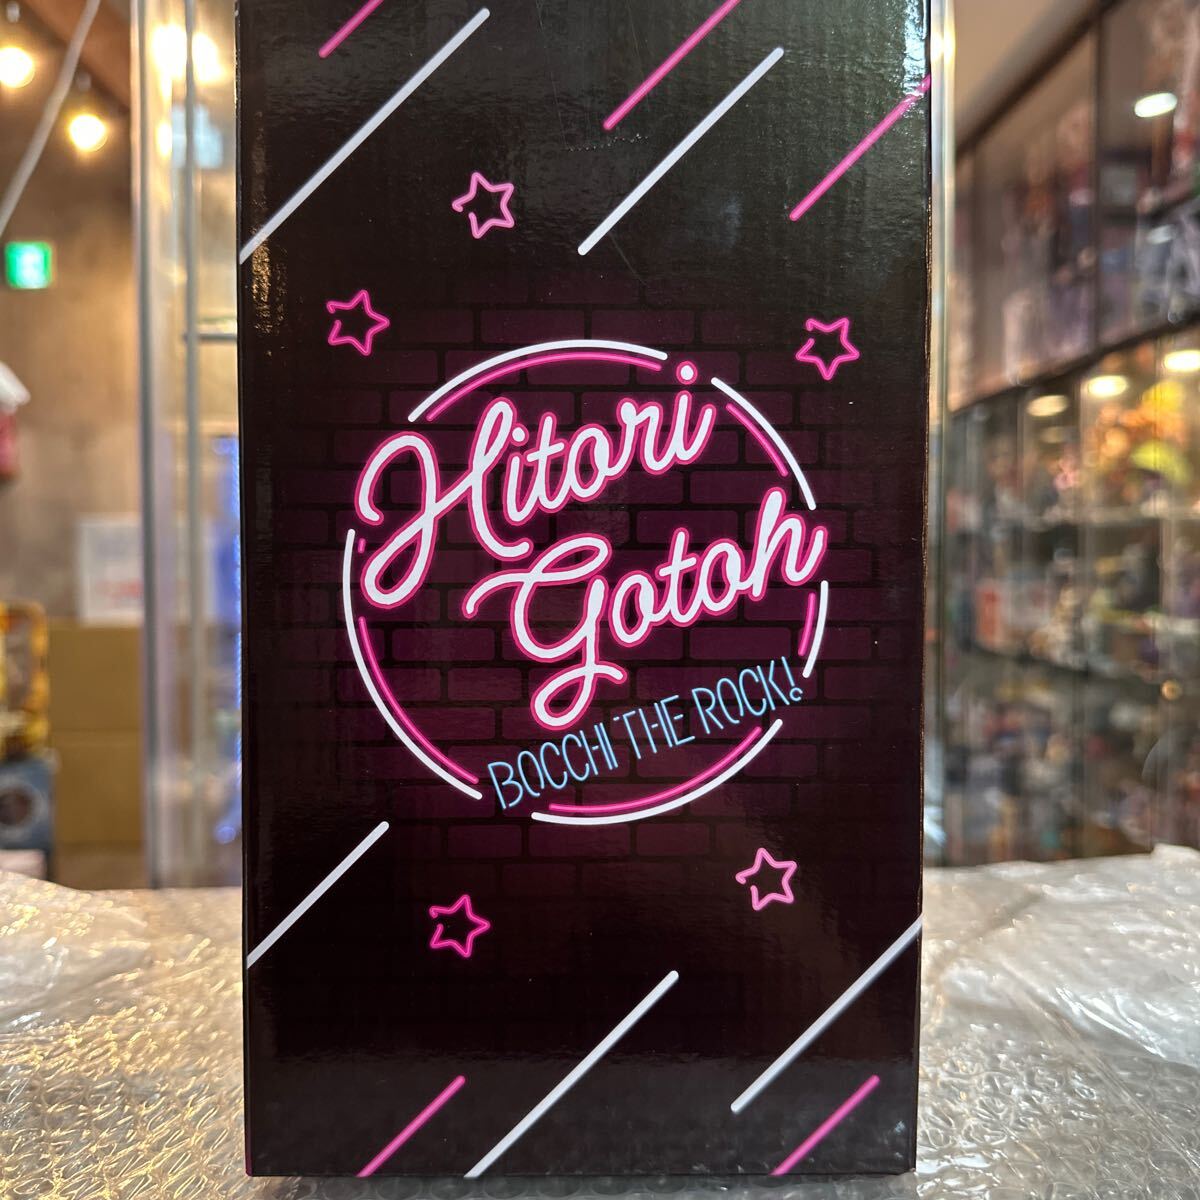 Hitori
Gotoh
BOCCHI THE ROCK!